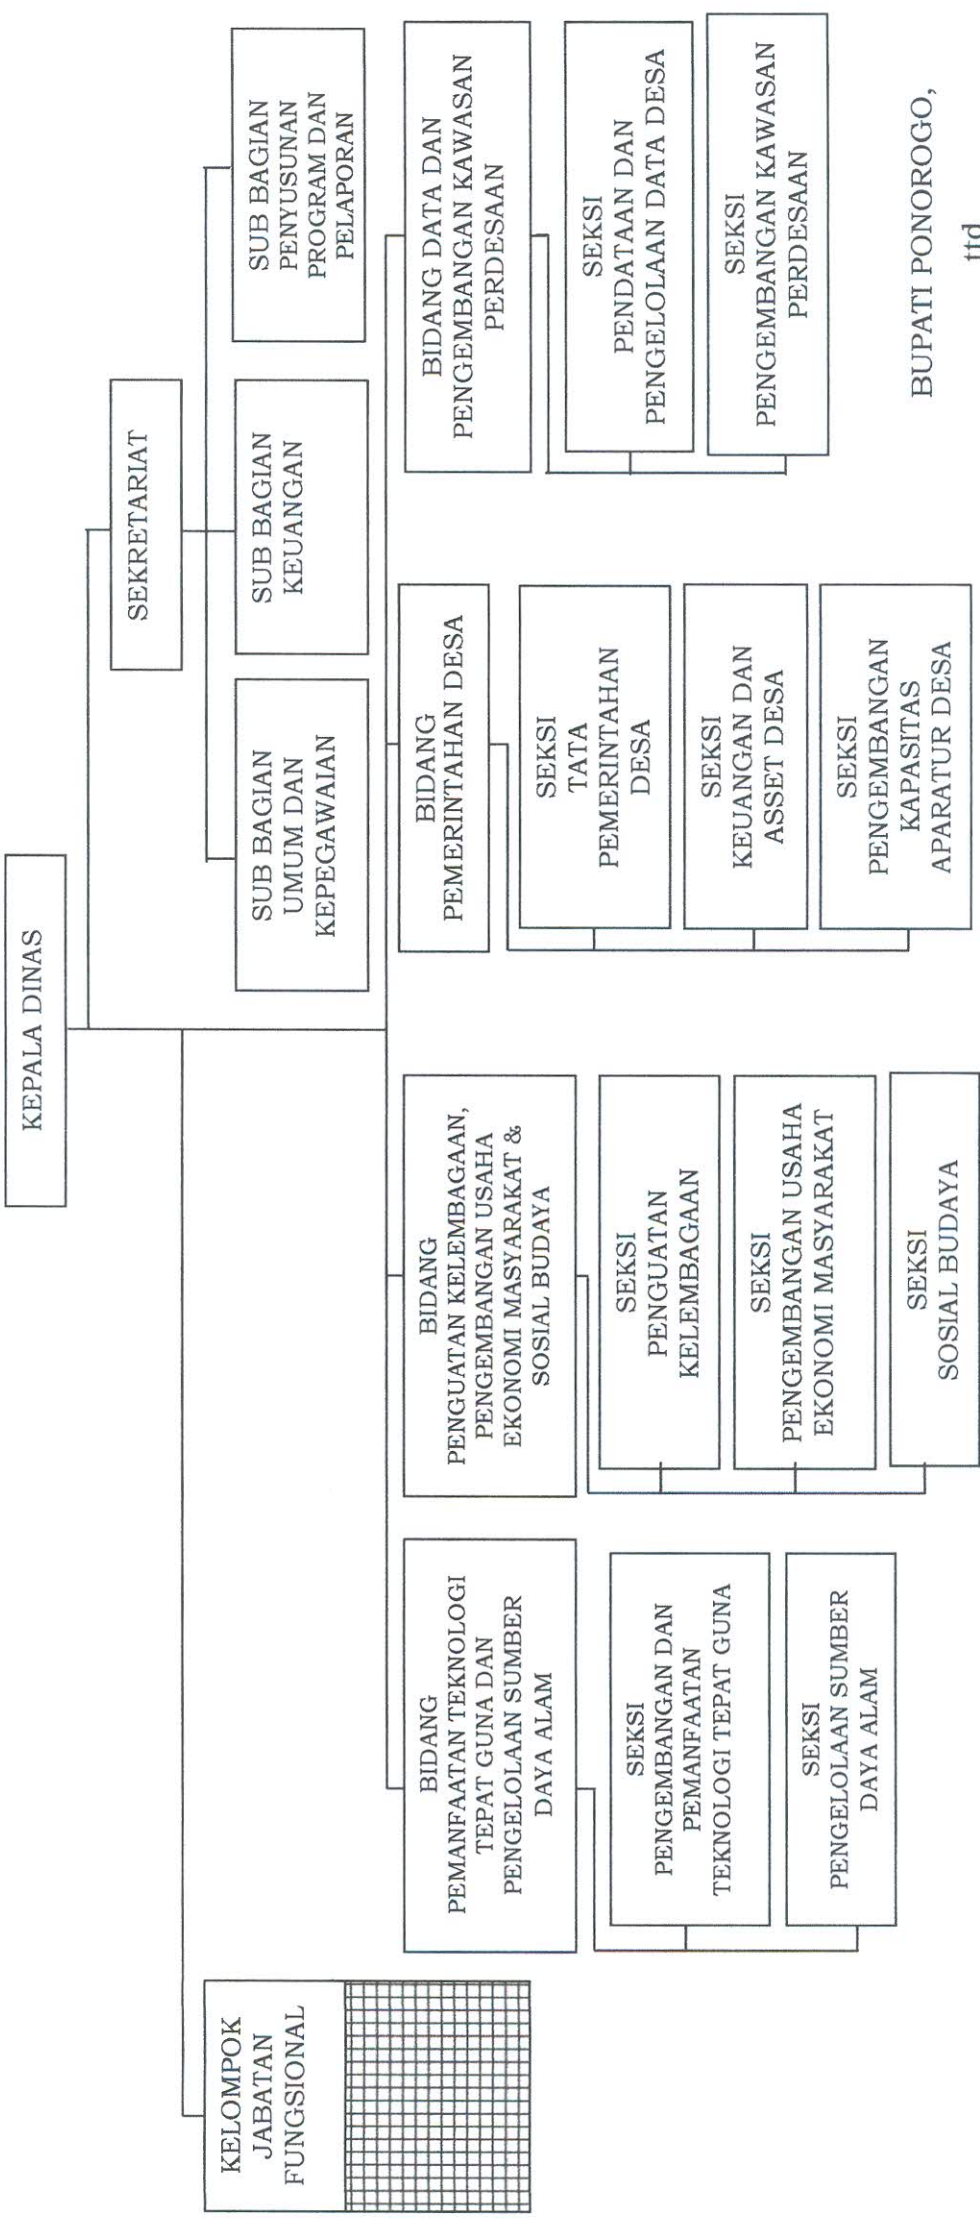 KEPALA DINAS
SEKRETARIAT
KELOMPOK
JABATAN
FUNGSIONAL
SUB BAGIAN
UMUM DAN
KEPEGAWAIAN
SUB BAGIAN
KEUANGAN
SUB BAGIAN
PENYUSUNAN
PROGRAM DAN
PELAPORAN
BIDANG
PEMANFAATAN TEKNOLOGI
TEPAT GUNA DAN
PENGELOLAAN SUMBER
DAYA ALAM
SEKSI
PENGEMBANGAN DAN
PEMANFAATAN
TEKNOLOGI TEPAT GUNA
SEKSI
PENGELOLAAN SUMBER
DAYA ALAM
BIDANG
PENGUATAN KELEMBAGAAN,
PENGEMBANGAN USAHA
EKONOMI MASYARAKAT &
SOSIAL BUDAYA
SEKSI
PENGUATAN
KELEMBAGAAN
SEKSI
PENGEMBANGAN USAHA
EKONOMI MASYARAKAT
SEKSI
SOSIAL BUDAYA
BIDANG
PEMERINTAHAN DESA
SEKSI
TATA
PEMERINTAHAN
DESA
SEKSI
KEUANGAN DAN
ASSET DESA
SEKSI
PENGEMBANGAN
KAPASITAS
APARATUR DESA
BIDANG DATA DAN
PENGEMBANGAN KAWASAN
PERDESAAN
SEKSI
PENDATAAN DAN
PENGELOLAAN DATA DESA
SEKSI
PENGEMBANGAN KAWASAN
PERDESAAN
BUPATI PONOROGO,
ttd